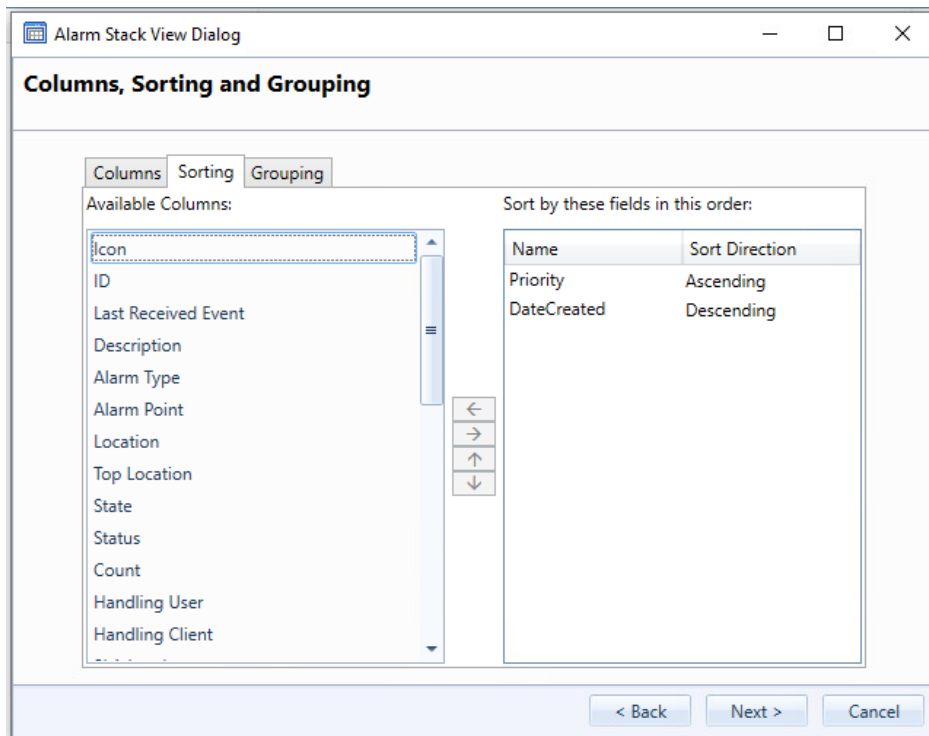 Alarm Stack View Dialog
Columns, Sorting and Grouping
Columns Sorting Grouping
Available Columns:
Icon
ID
Last Received Event
Description
Alarm Type
Alarm Point
Location
Top Location
State
Status
Count
Handling User
Handling Client
Sort by these fields in this order:
Name Sort Direction
Priority Ascending
DateCreated Descending
< Back Next > Cancel